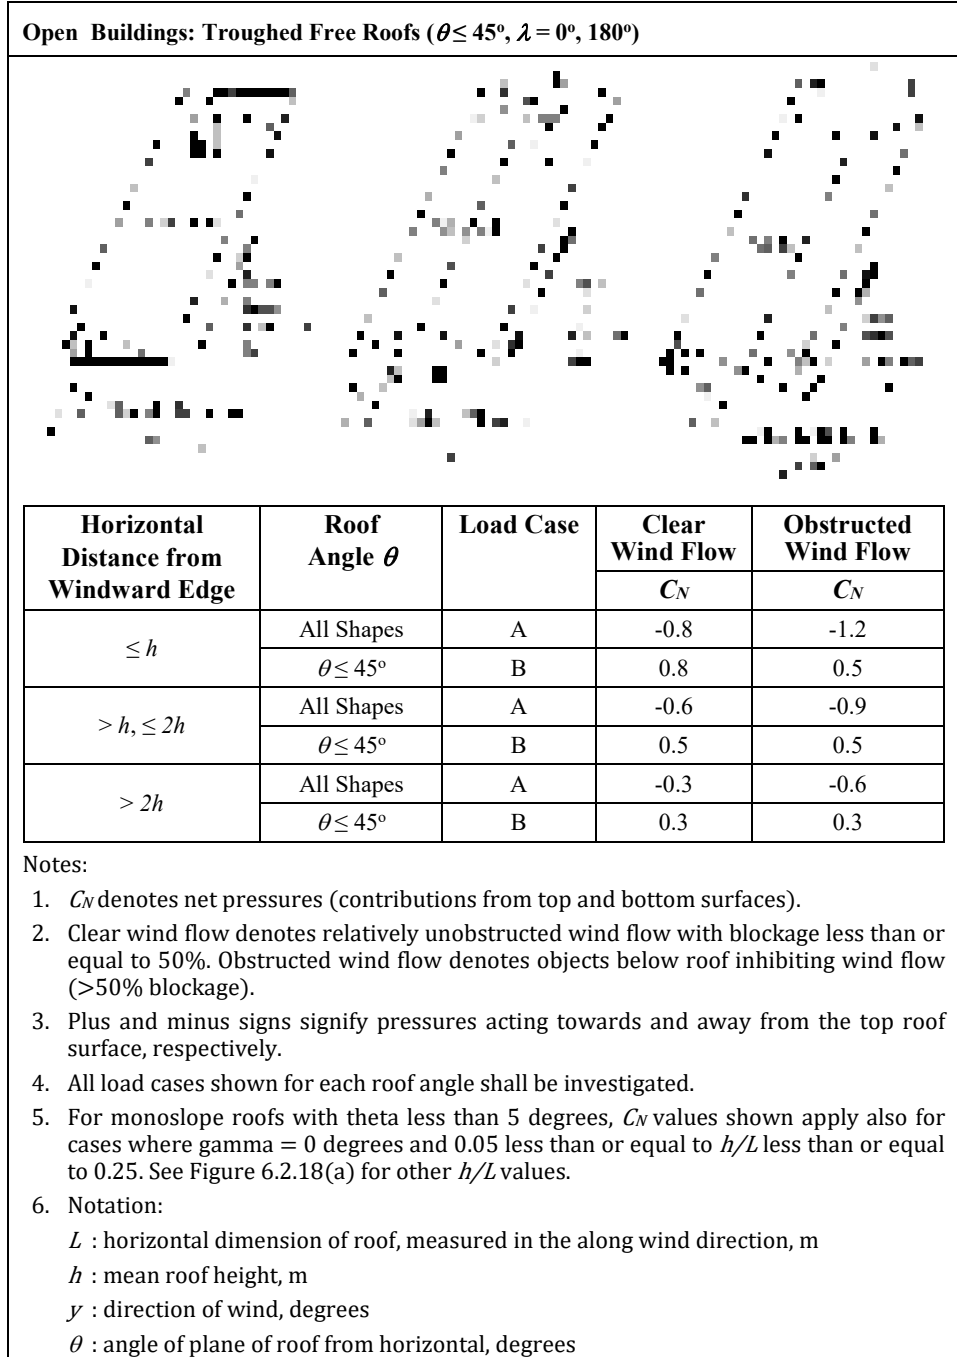 Open Buildings: Troughed Free Roofs (θ ≤ 45º, λ = 0º, 180º)
Horizontal Distance from Windward Edge | Roof Angle θ | Load Case | Clear Wind Flow | Obstructed Wind Flow
C_N | C_N
≤ h | All Shapes | A | -0.8 | -1.2
θ ≤ 45º | B | 0.8 | 0.5
> h, ≤ 2h | All Shapes | A | -0.6 | -0.9
θ ≤ 45º | B | 0.5 | 0.5
> 2h | All Shapes | A | -0.3 | -0.6
θ ≤ 45º | B | 0.3 | 0.3
Notes:
1. C_N denotes net pressures (contributions from top and bottom surfaces).
2. Clear wind flow denotes relatively unobstructed wind flow with blockage less than or
equal to 50%. Obstructed wind flow denotes objects below roof inhibiting wind flow
(>50% blockage).
3. Plus and minus signs signify pressures acting towards and away from the top roof
surface, respectively.
4. All load cases shown for each roof angle shall be investigated.
5. For monoslope roofs with theta less than 5 degrees, C_N values shown apply also for
cases where gamma = 0 degrees and 0.05 less than or equal to h/L less than or equal
to 0.25. See Figure 6.2.18(a) for other h/L values.
6. Notation:
L : horizontal dimension of roof, measured in the along wind direction, m
h : mean roof height, m
y : direction of wind, degrees
θ : angle of plane of roof from horizontal, degrees